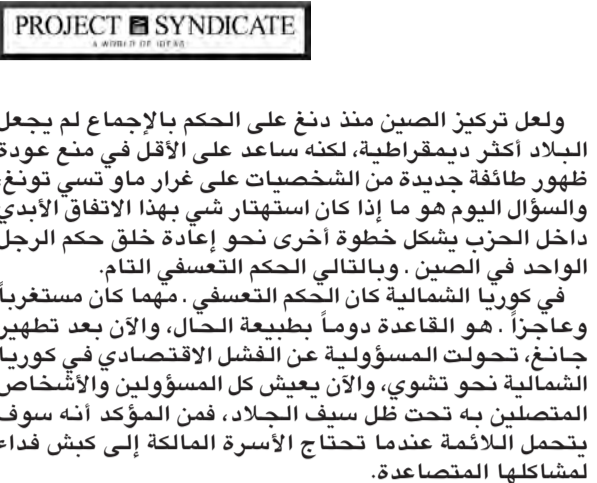 PROJECT SYNDICATE
A WORLD OF IDEAS
ولعل تركيز الصين منذ دنغ على الحكم بالإجماع لم يجعل
البلاد أكثر ديمقراطية، لكنه ساعد على الأقل في منع عودة
ظهور طائفة جديدة من الشخصيات على غرار ماو تسي تونغ،
والسؤال اليوم هو ما إذا كان استهتار شي بهذا الاتفاق الأبدي
داخل الحزب يشكل خطوة أخرى نحو إعادة خلق حكم الرجل
الواحد في الصين . وبالتالي الحكم التعسفي التام.
في كوريا الشمالية كان الحكم التعسفي . مهما كان مستغرباً
وعاجزاً . هو القاعدة دوماً بطبيعة الحال، والآن بعد تطهير
جانغ، تحولت المسؤولية عن الفشل الاقتصادي في كوريا
الشمالية نحو تشوي، والآن يعيش كل المسؤولين والأشخاص
المتصلين به تحت ظل سيف الجلاد، فمن المؤكد أنه سوف
يتحمل اللائمة عندما تحتاج الأسرة المالكة إلى كبش فداء
لمشاكلها المتصاعدة.